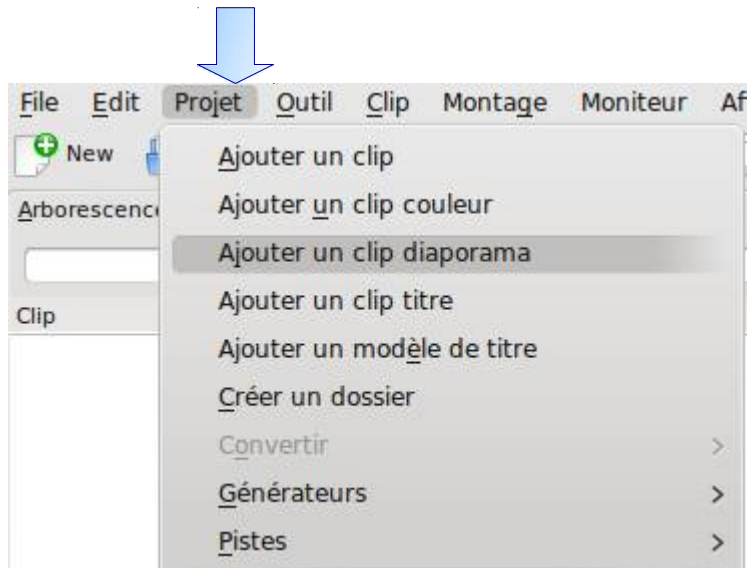 File Edit Projet Outil Clip Montage Moniteur Af
New
Arborescence
Ajouter un clip
Ajouter un clip couleur
Ajouter un clip diaporama
Clip
Ajouter un clip titre
Ajouter un modèle de titre
Créer un dossier
Convertir >
Générateurs >
Pistes >